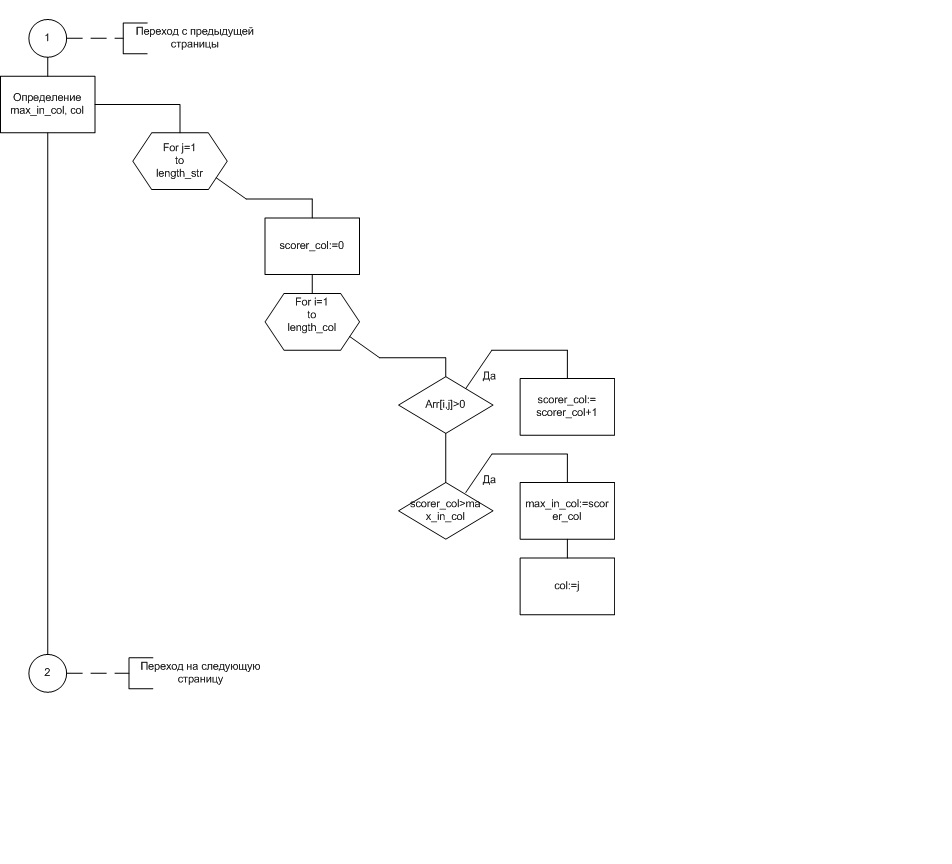 1
Переход с предыдущей
страницы
Определение
max_in_col, col
For j=1
to
length_str
scorer_col:=0
For i=1
to
length_col
Да
Arr[i,j]>0
scorer_col:=
scorer_col+1
Да
scorer_col>ma
x_in_col
max_in_col:=scor
er_col
col:=j
2
Переход на следующую
страницу